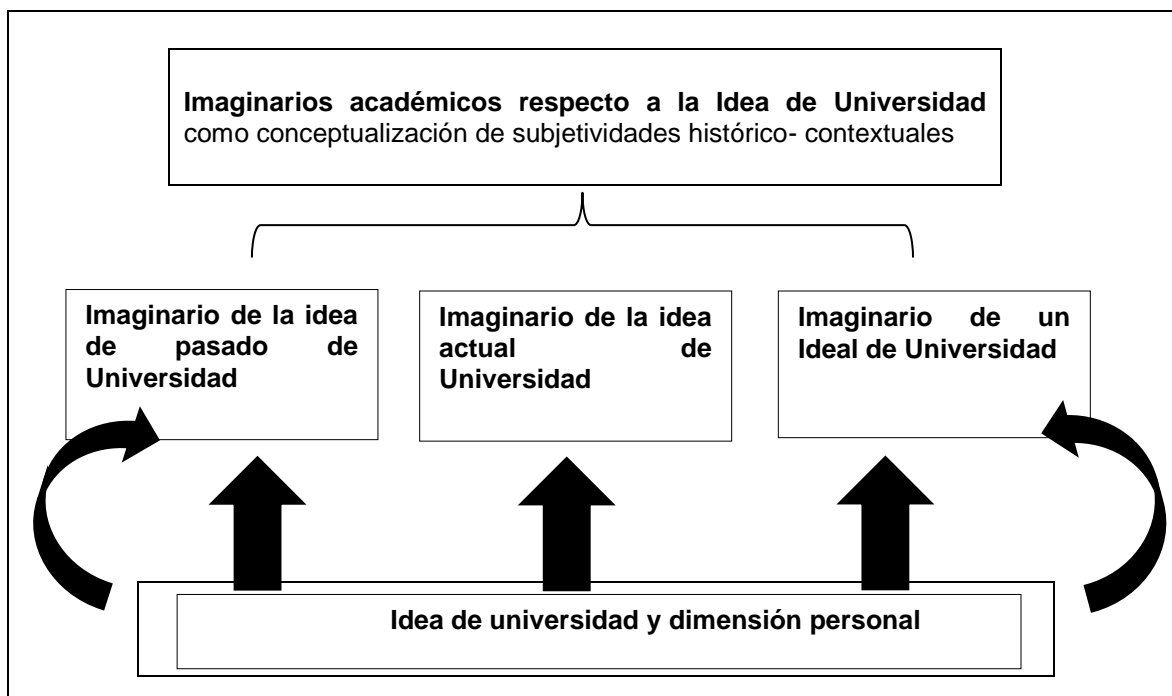 Imaginarios académicos respecto a la Idea de Universidad
como conceptualización de subjetividades histórico- contextuales
Imaginario de la idea
de pasado de
Universidad
Imaginario de la idea
actual de
Universidad
Imaginario de un
Ideal de Universidad
Idea de universidad y dimensión personal